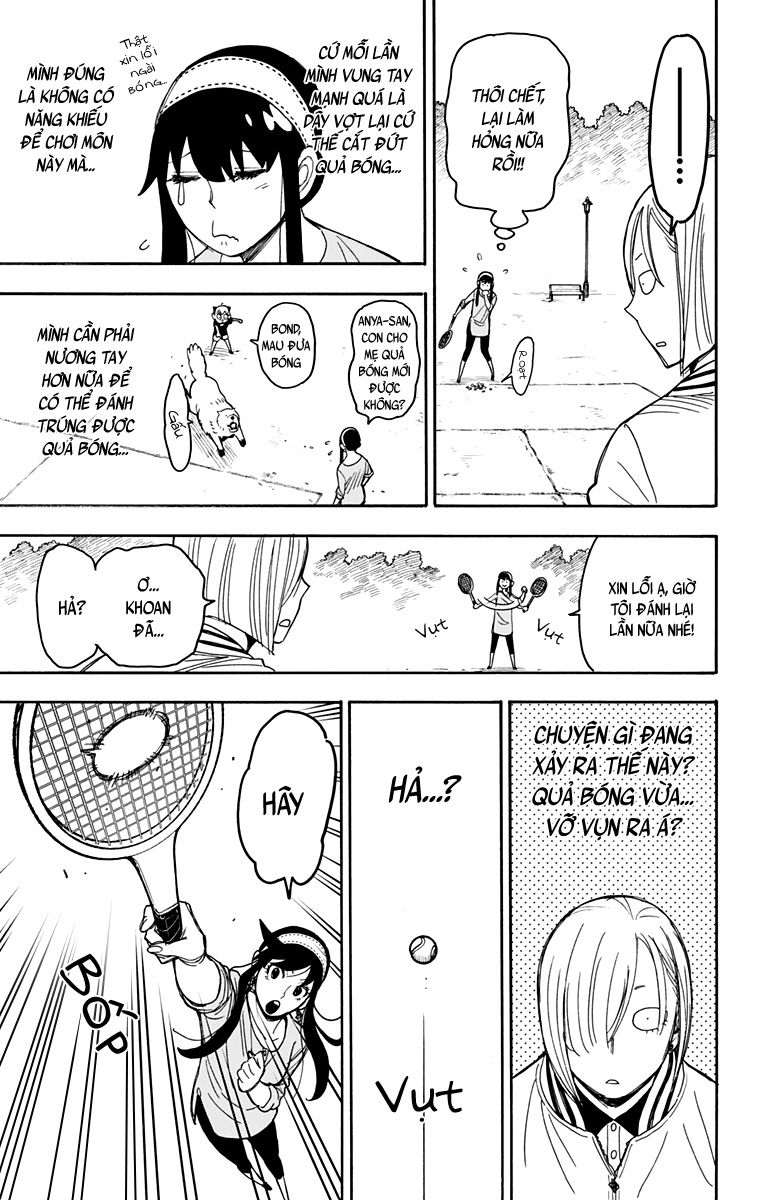 !
THÔI CHẾT,
LẠI LÀM
HỎNG NỮA
RỒI!!
Rọạt
CỨ MỖI LẦN
MÌNH VUNG TAY
MẠNH QUÁ LÀ
DÂY VỢT LẠI CỨ
THẾ CẮT ĐỨT
QUẢ BÓNG...
Thật
xin lỗi
ngài
bóng...
MÌNH ĐÚNG
LÀ KHÔNG CÓ
NĂNG KHIẾU
ĐỂ CHƠI MÔN
NÀY MÀ...
ANYA-SAN,
CON CHO
MẸ QUẢ
BÓNG MỚI
ĐƯỢC
KHÔNG?
BOND,
MAU ĐƯA
BÓNG
Gâu
MÌNH CẦN PHẢI
NƯƠNG TAY
HƠN NỮA ĐỂ
CÓ THỂ ĐÁNH
TRÚNG ĐƯỢC
QUẢ BÓNG...
XIN LỖI Ạ, GIỜ
TÔI ĐÁNH LẠI
LẦN NỮA NHÉ!
Vụt
Vụt
Ơ...
KHOAN
ĐÃ...
HẢ?
CHUYỆN GÌ ĐANG
XẢY RA THẾ NÀY?
QUẢ BÓNG VỪA...
VỠ VỤN RA Á?
HẢ...?
Vụt
HÂY
BỐP